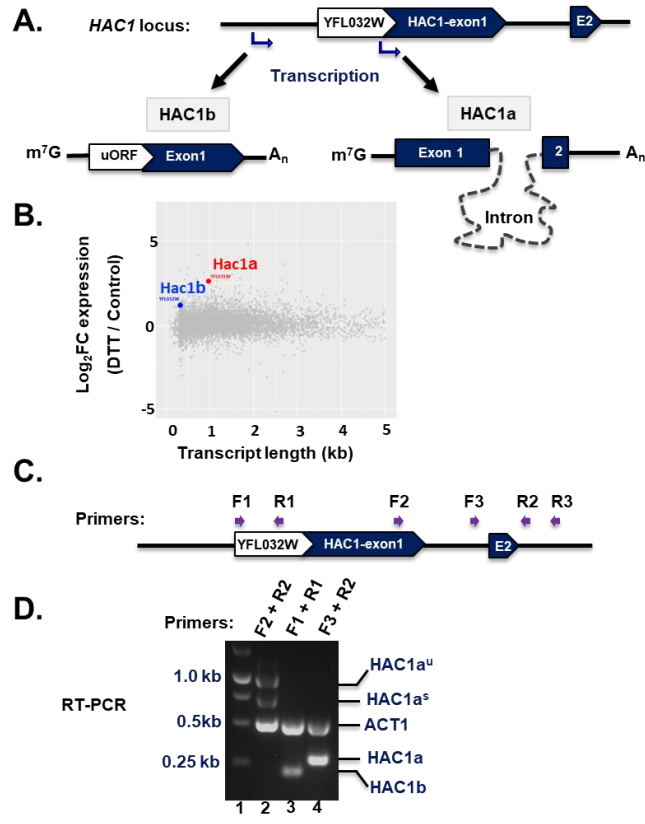 A.
HAC1 locus:
YFL032W HAC1-exon1 E2
Transcription
HAC1b HAC1a
m⁷G uORF Exon1 Aₙ
m⁷G Exon 1 2 Aₙ
Intron
B.
Log₂FC expression
(DTT / Control)
5
0
-5
Hac1a
YFL031W
Hac1b
YFL032W
0 1 2 3 4 5
Transcript length (kb)
C.
Primers:
F1 R1 F2 F3 R2 R3
YFL032W HAC1-exon1 E2
D.
Primers:
F2 + R2
F1 + R1
F3 + R2
RT-PCR
1.0 kb
0.5kb
0.25 kb
HAC1aᵘ
HAC1aˢ
ACT1
HAC1a
HAC1b
1 2 3 4